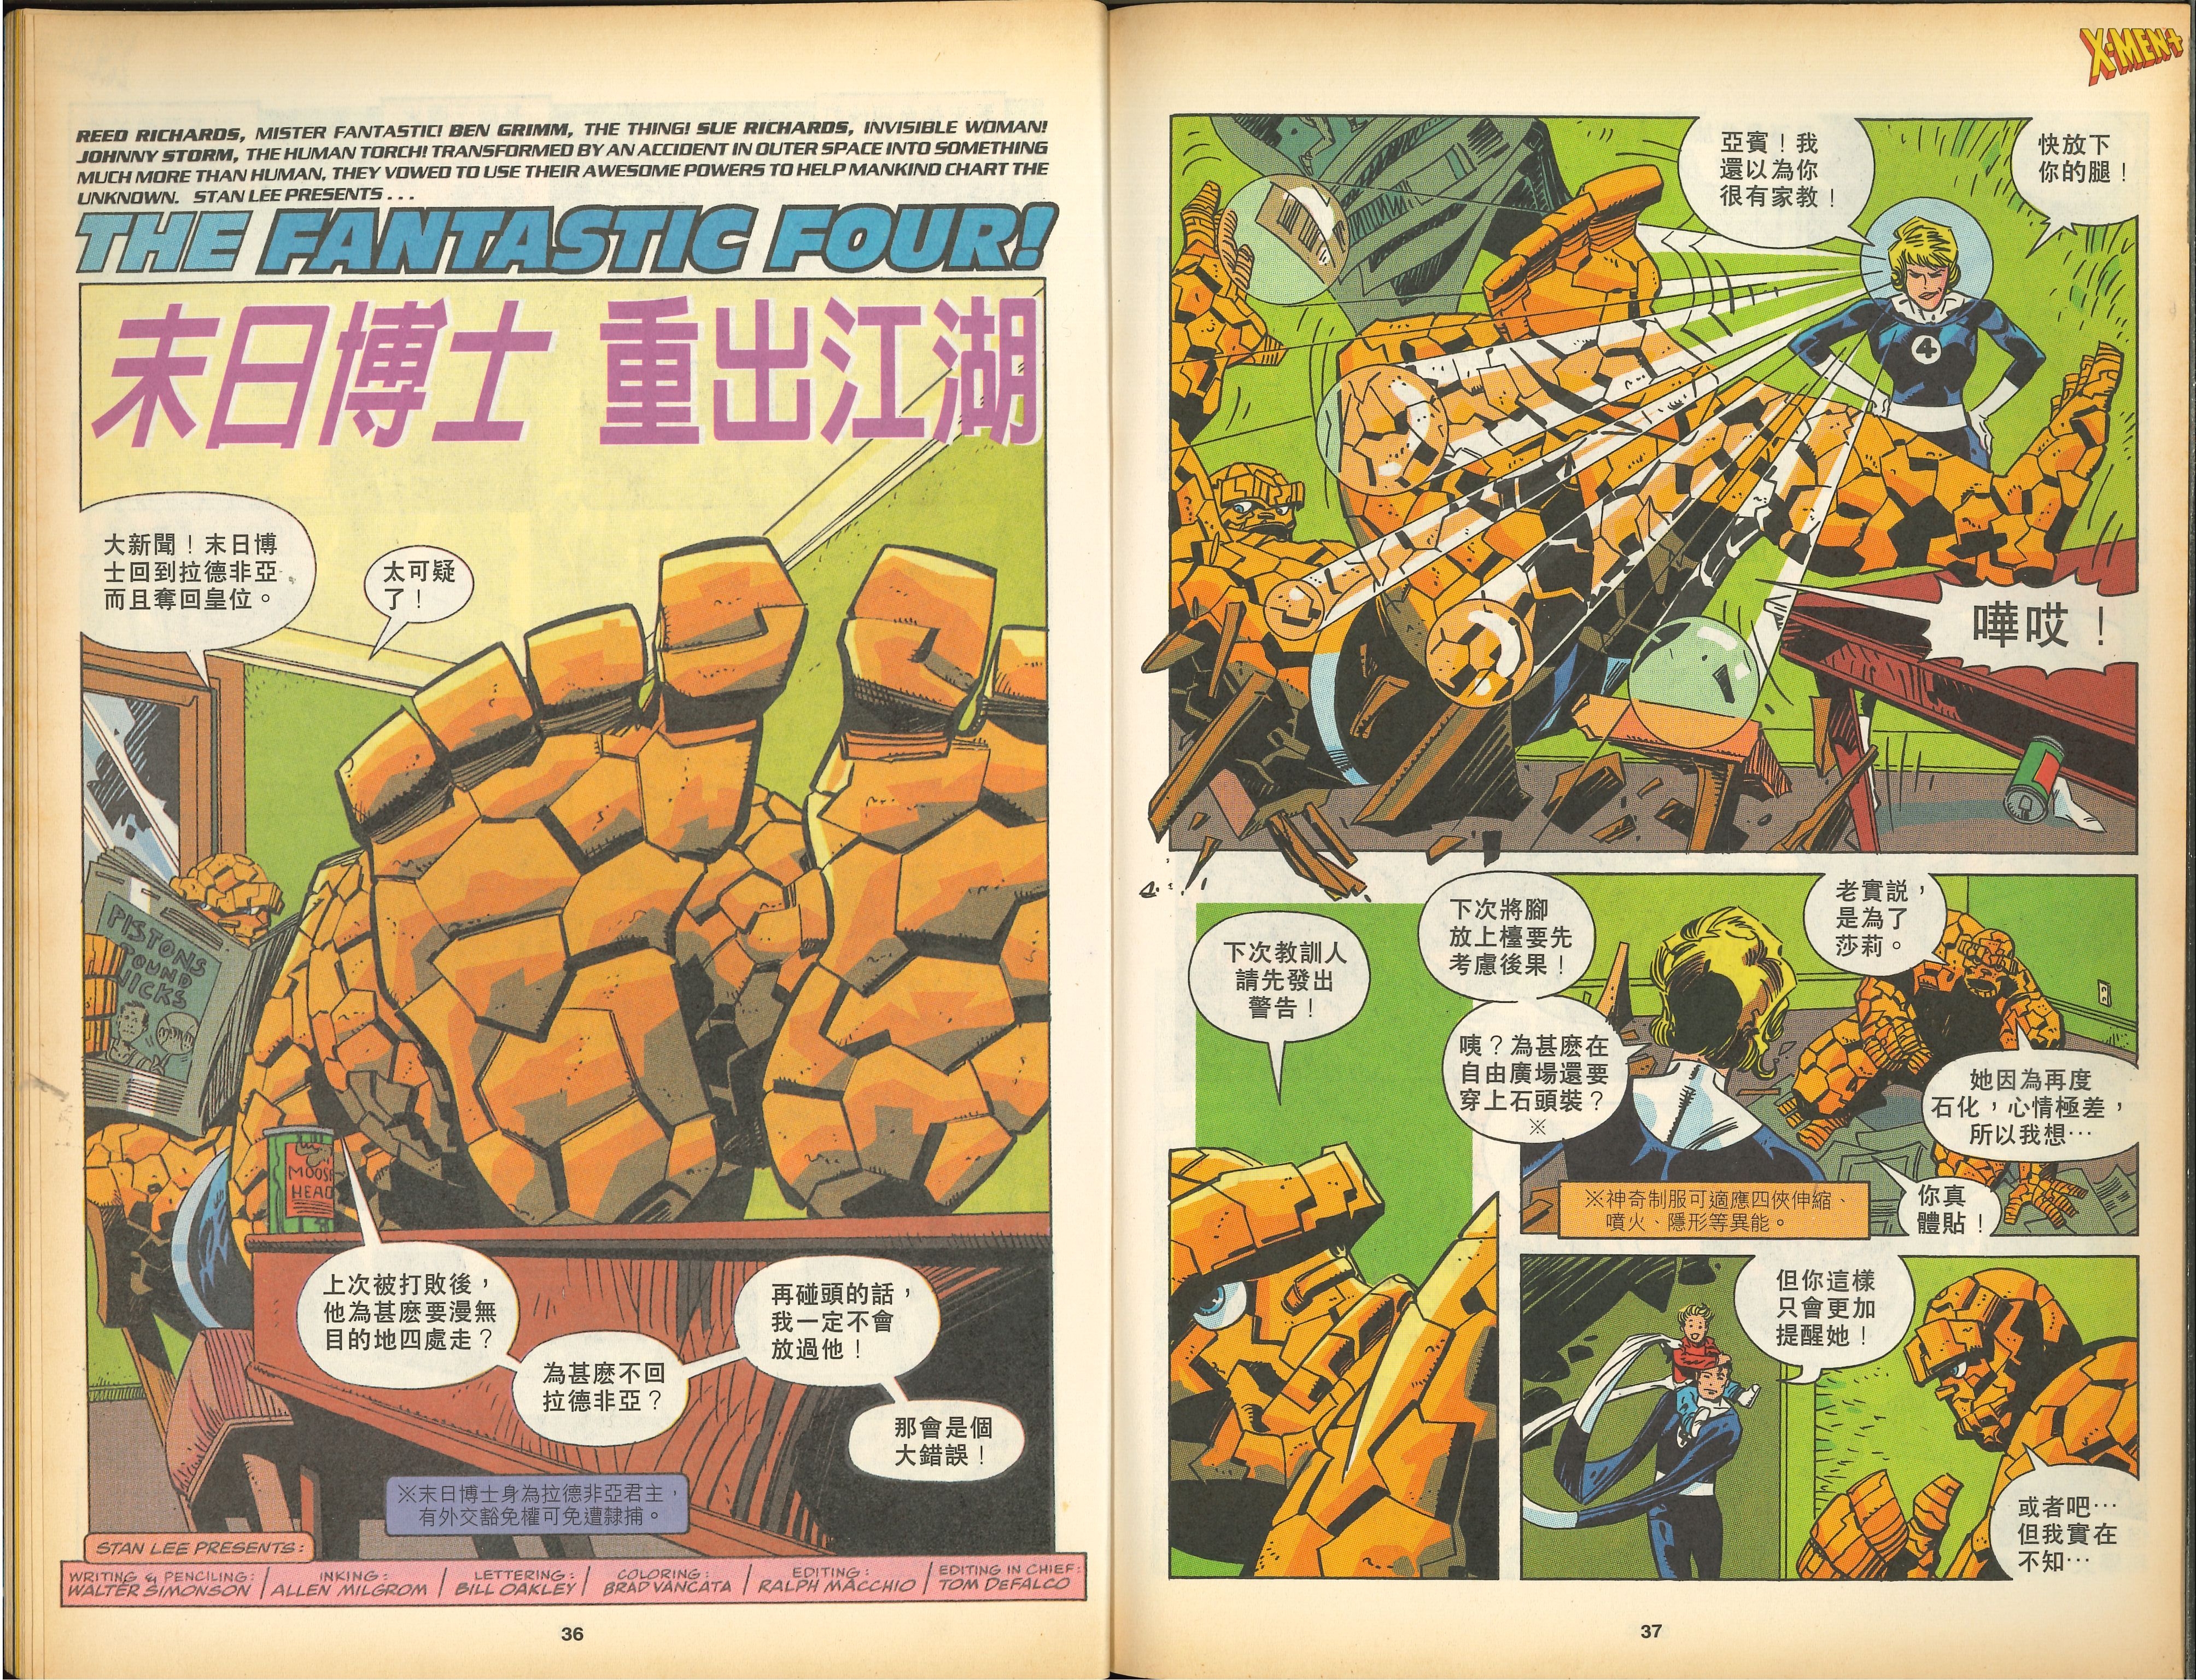 REED RICHARDS, MISTER FANTASTIC! BEN GRIMM, THE THING! SUE RICHARDS, INVISIBLE WOMAN!
JOHNNY STORM, THE HUMAN TORCH! TRANSFORMED BY AN ACCIDENT IN OUTER SPACE INTO SOMETHING
MUCH MORE THAN HUMAN, THEY VOWED TO USE THEIR AWESOME POWERS TO HELP MANKIND CHART THE
UNKNOWN. STAN LEE PRESENTS...
THE FANTASTIC FOUR!
末日博士 重出江湖
大新聞！末日博
士回到拉德非亞
而且奪回皇位。
太可疑
了！
PISTONS
POUND
HICKS
MOOSE
HEAD
上次被打敗後，
他為甚麽要漫無
目的地四處走？
為甚麽不回
拉德非亞？
再碰頭的話，
我一定不會
放過他！
那會是個
大錯誤！
※末日博士身為拉德非亞君主，
有外交豁免權可免遭隸捕。
STAN LEE PRESENTS:
WRITING & PENCILING:
WALTER SIMONSON
INKING:
ALLEN MILGROM
LETTERING:
BILL OAKLEY
COLORING:
BRAD VANCATA
EDITING:
RALPH MACCHIO
EDITING IN CHIEF:
TOM DEFALCO
36
X-MEN+
亞賓！我
還以為你
很有家教！
快放下
你的腿！
4
嘩哎！
下次教訓人
請先發出
警告！
下次將腳
放上檯要先
考慮後果！
咦？為甚麽在
自由廣場還要
穿上石頭裝？
※
老實説，
是為了
莎莉。
她因為再度
石化，心情極差，
所以我想…
※神奇制服可適應四俠伸縮、
噴火、隱形等異能。
你真
體貼！
但你這樣
只會更加
提醒她！
或者吧…
但我實在
不知…
37